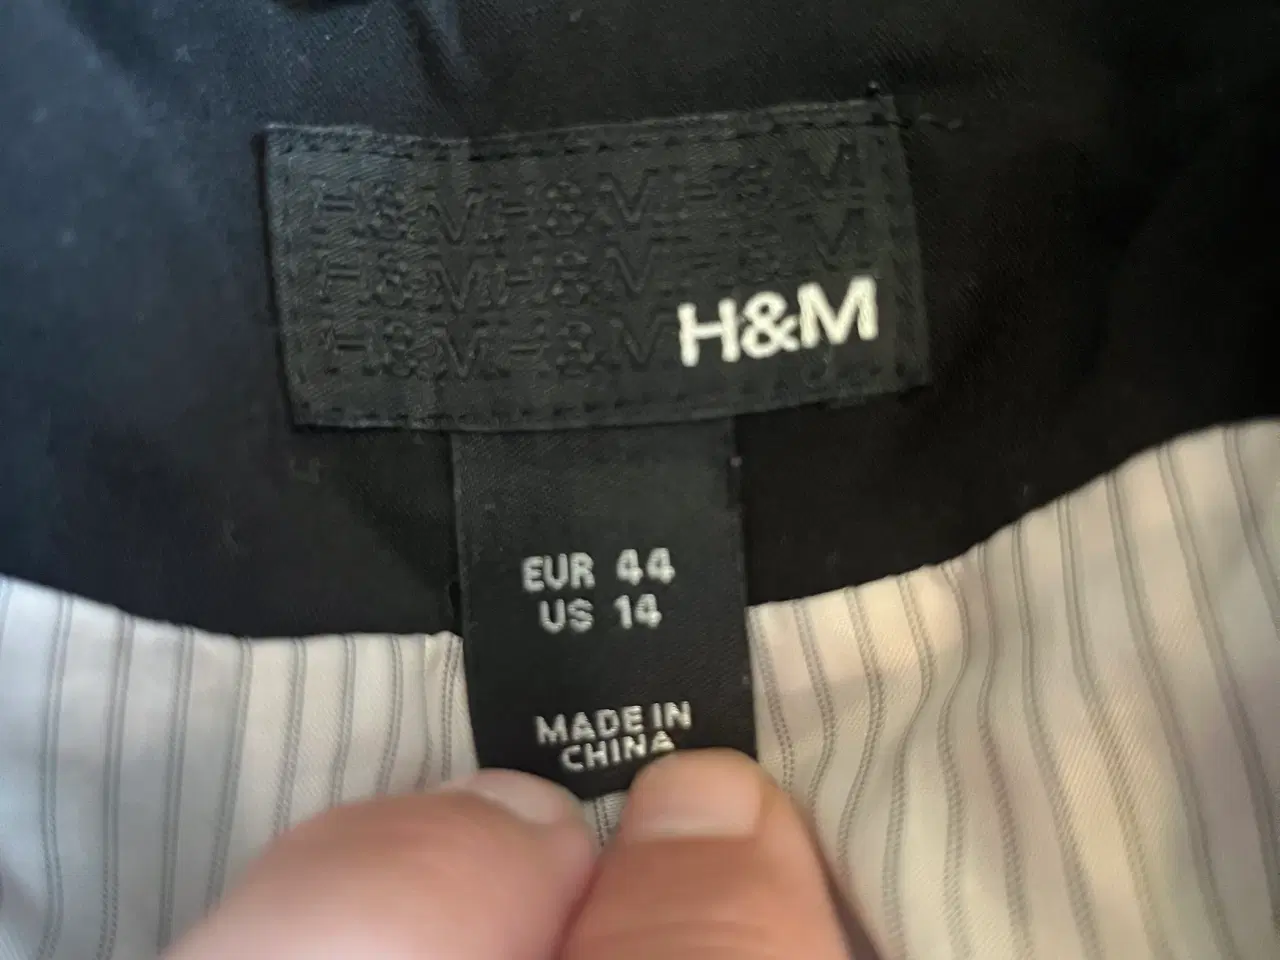 H&M H&M H&M
H&M H&M H&M
H&M H&M
H&M
EUR 44
US 14
MADE IN
CHINA